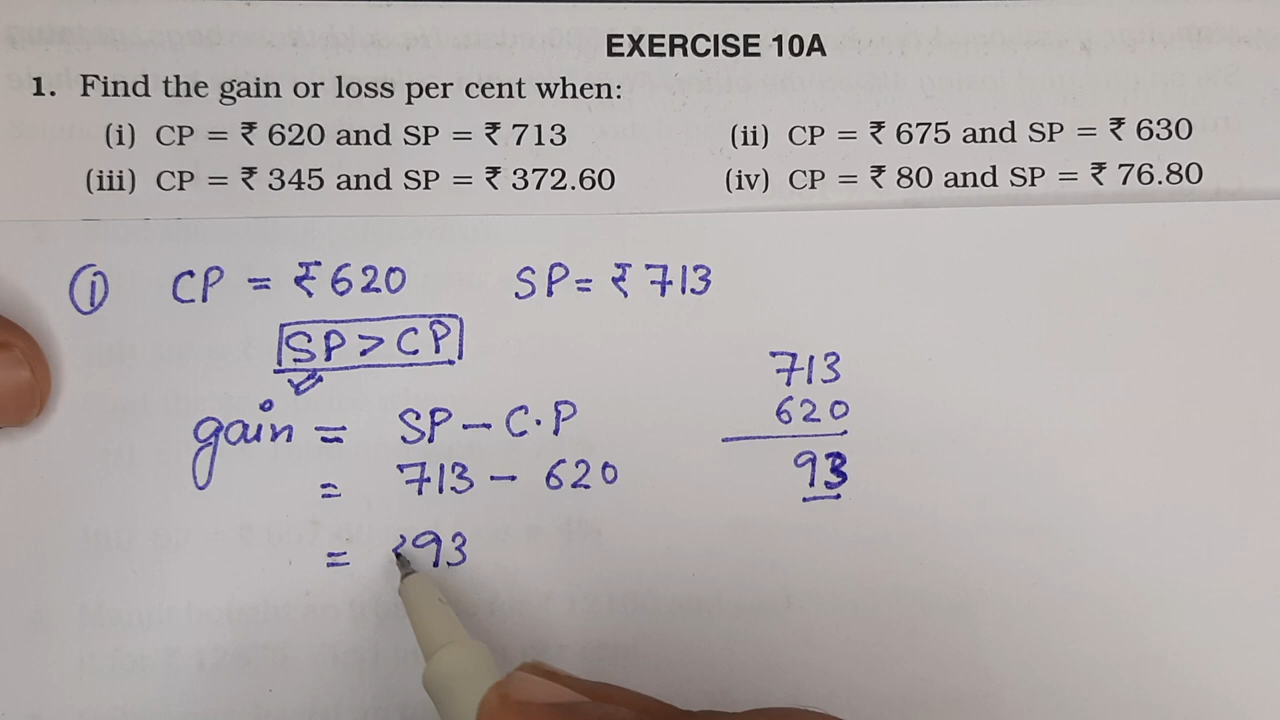 EXERCISE 10A
1. Find the gain or loss per cent when:
(i) CP = ₹ 620 and SP = ₹ 713 (ii) CP = ₹ 675 and SP = ₹ 630
(iii) CP = ₹ 345 and SP = ₹ 372.60 (iv) CP = ₹ 80 and SP = ₹ 76.80
(i) CP = ₹620 SP = ₹713
SP > CP
gain = SP - C.P
= 713 - 620
= ₹93
713
620
93